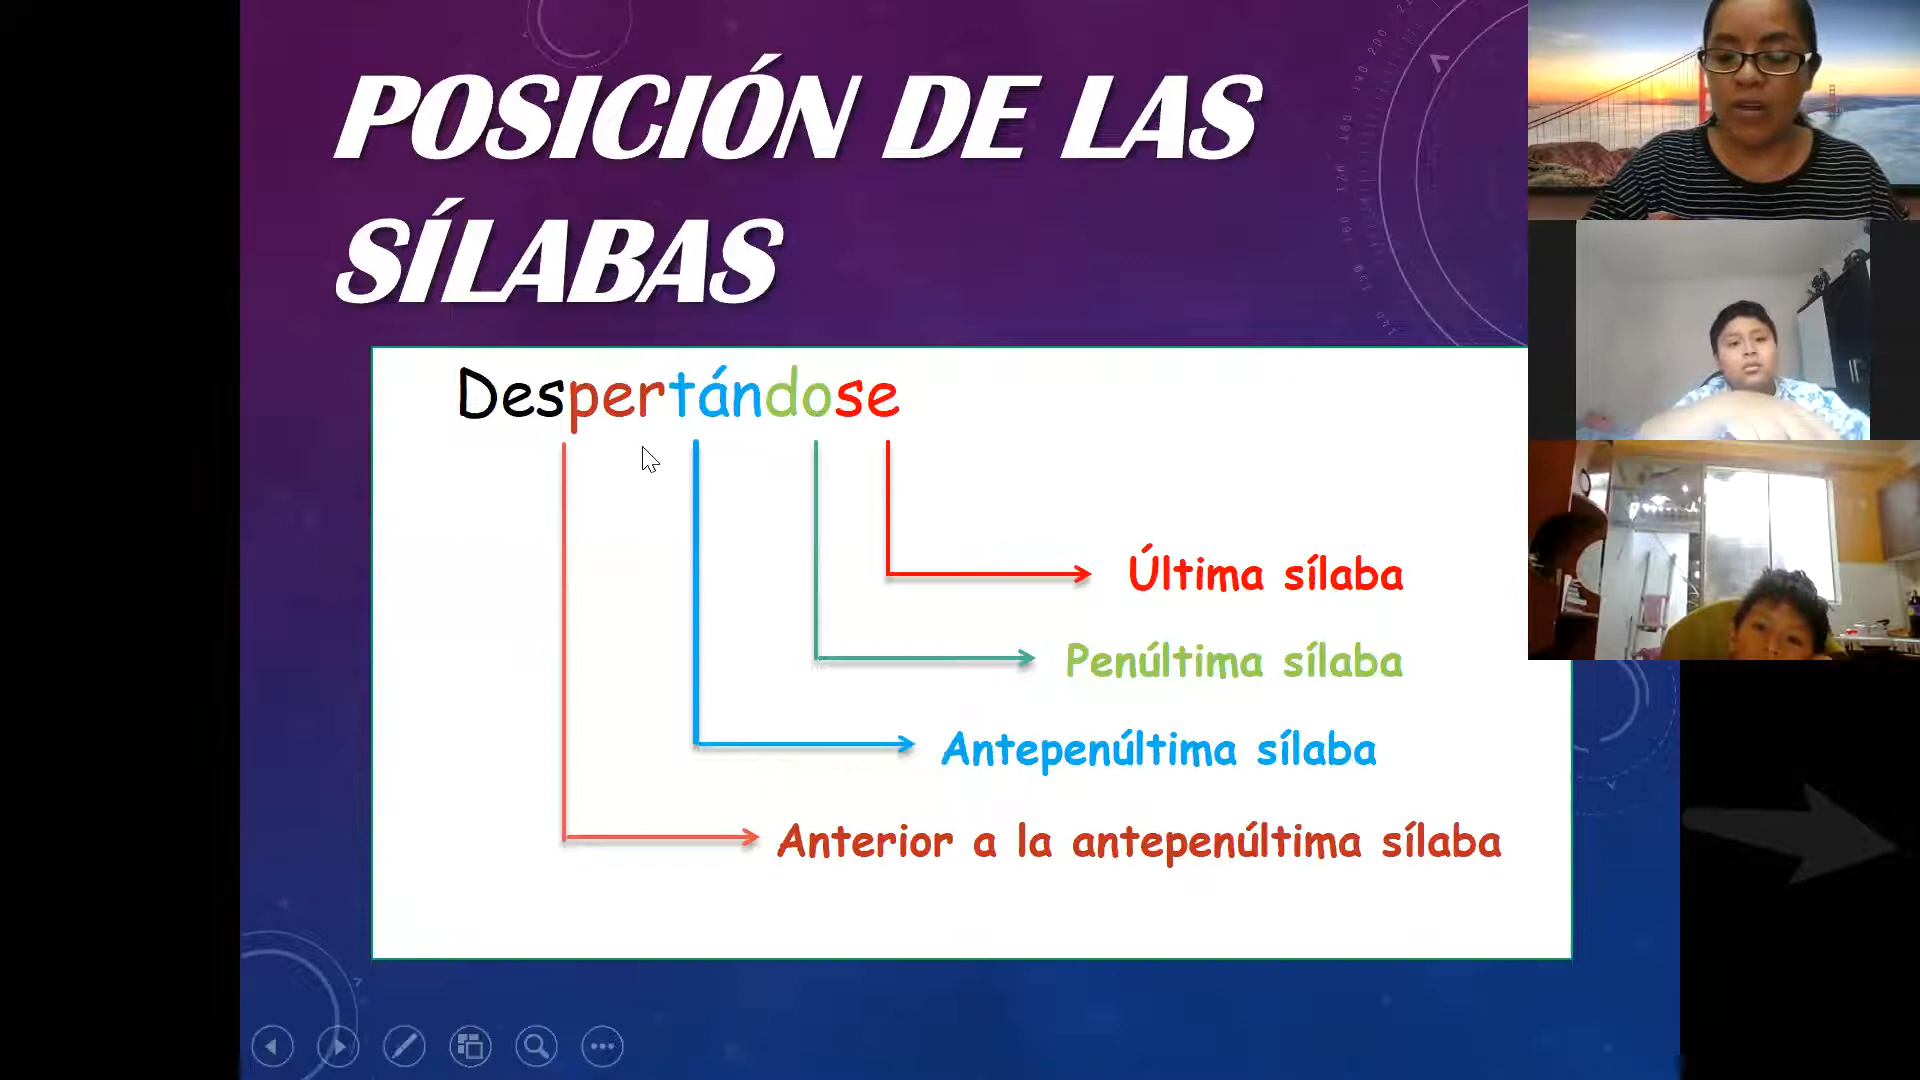 POSICIÓN DE LAS
SÍLABAS
Despertándose
Última sílaba
Penúltima sílaba
Antepenúltima sílaba
Anterior a la antepenúltima sílaba